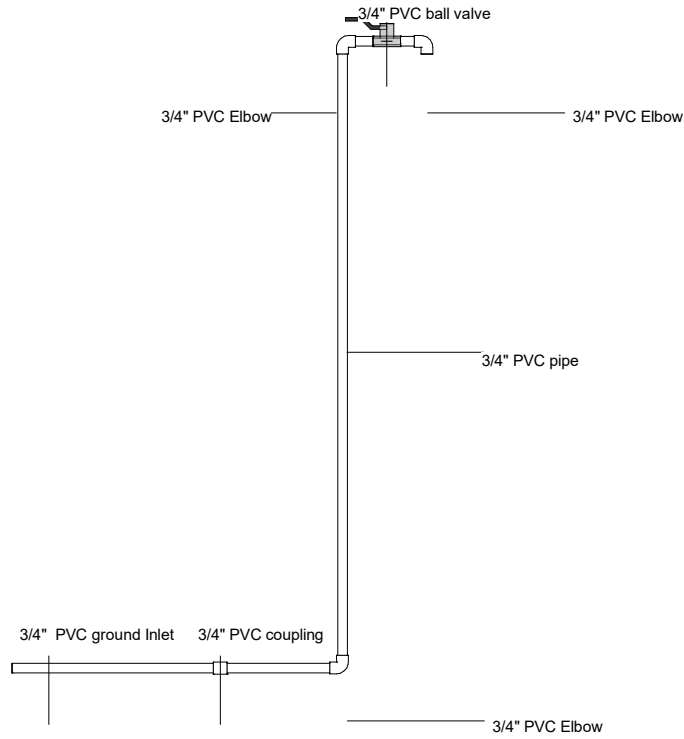 3/4" PVC ball valve
3/4" PVC Elbow
3/4" PVC Elbow
3/4" PVC pipe
3/4"  PVC ground Inlet
3/4" PVC coupling
3/4" PVC Elbow